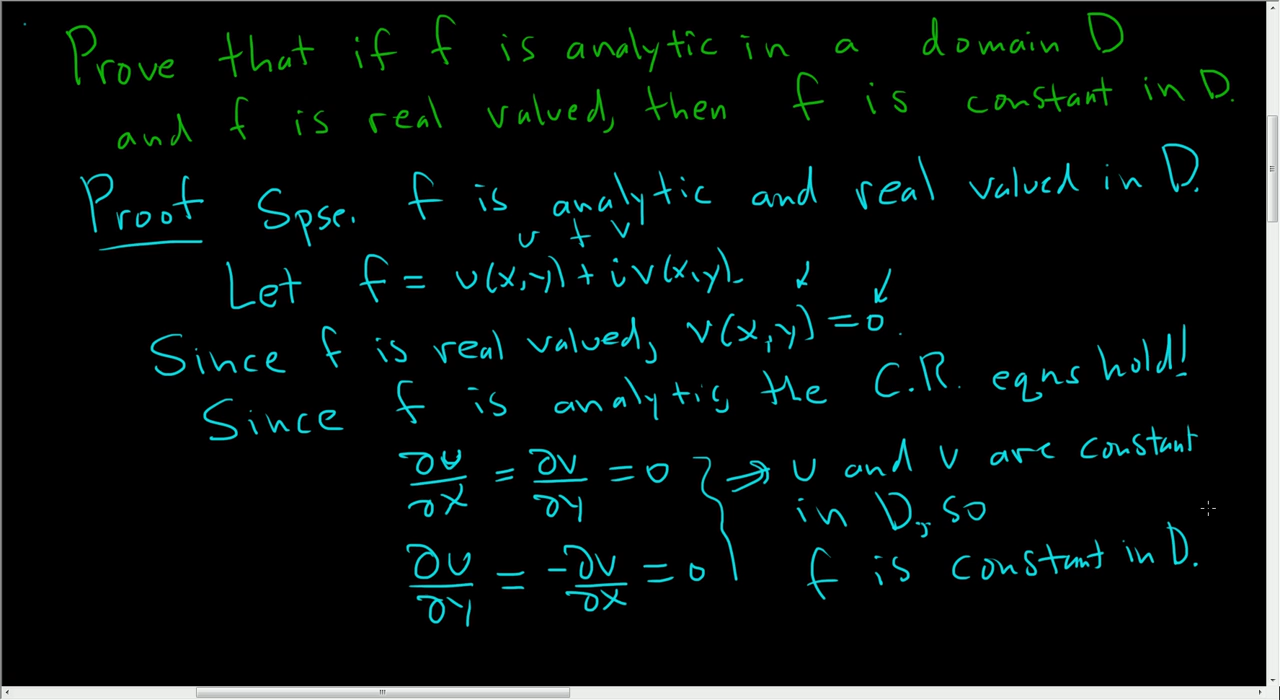 Prove that if f is analytic in a domain D
and f is real valued, then f is constant in D.
Proof Spse. f is analytic and real valued in D.
u + v
Let f = u(x,y) + i v(x,y).
Since f is real valued, v(x,y) = 0.
Since f is analytic, the C.R. eqns hold!
∂u/∂x = ∂v/∂y = 0 } ⇒ u and v are constant
in D, so
∂u/∂y = -∂v/∂x = 0 f is constant in D.